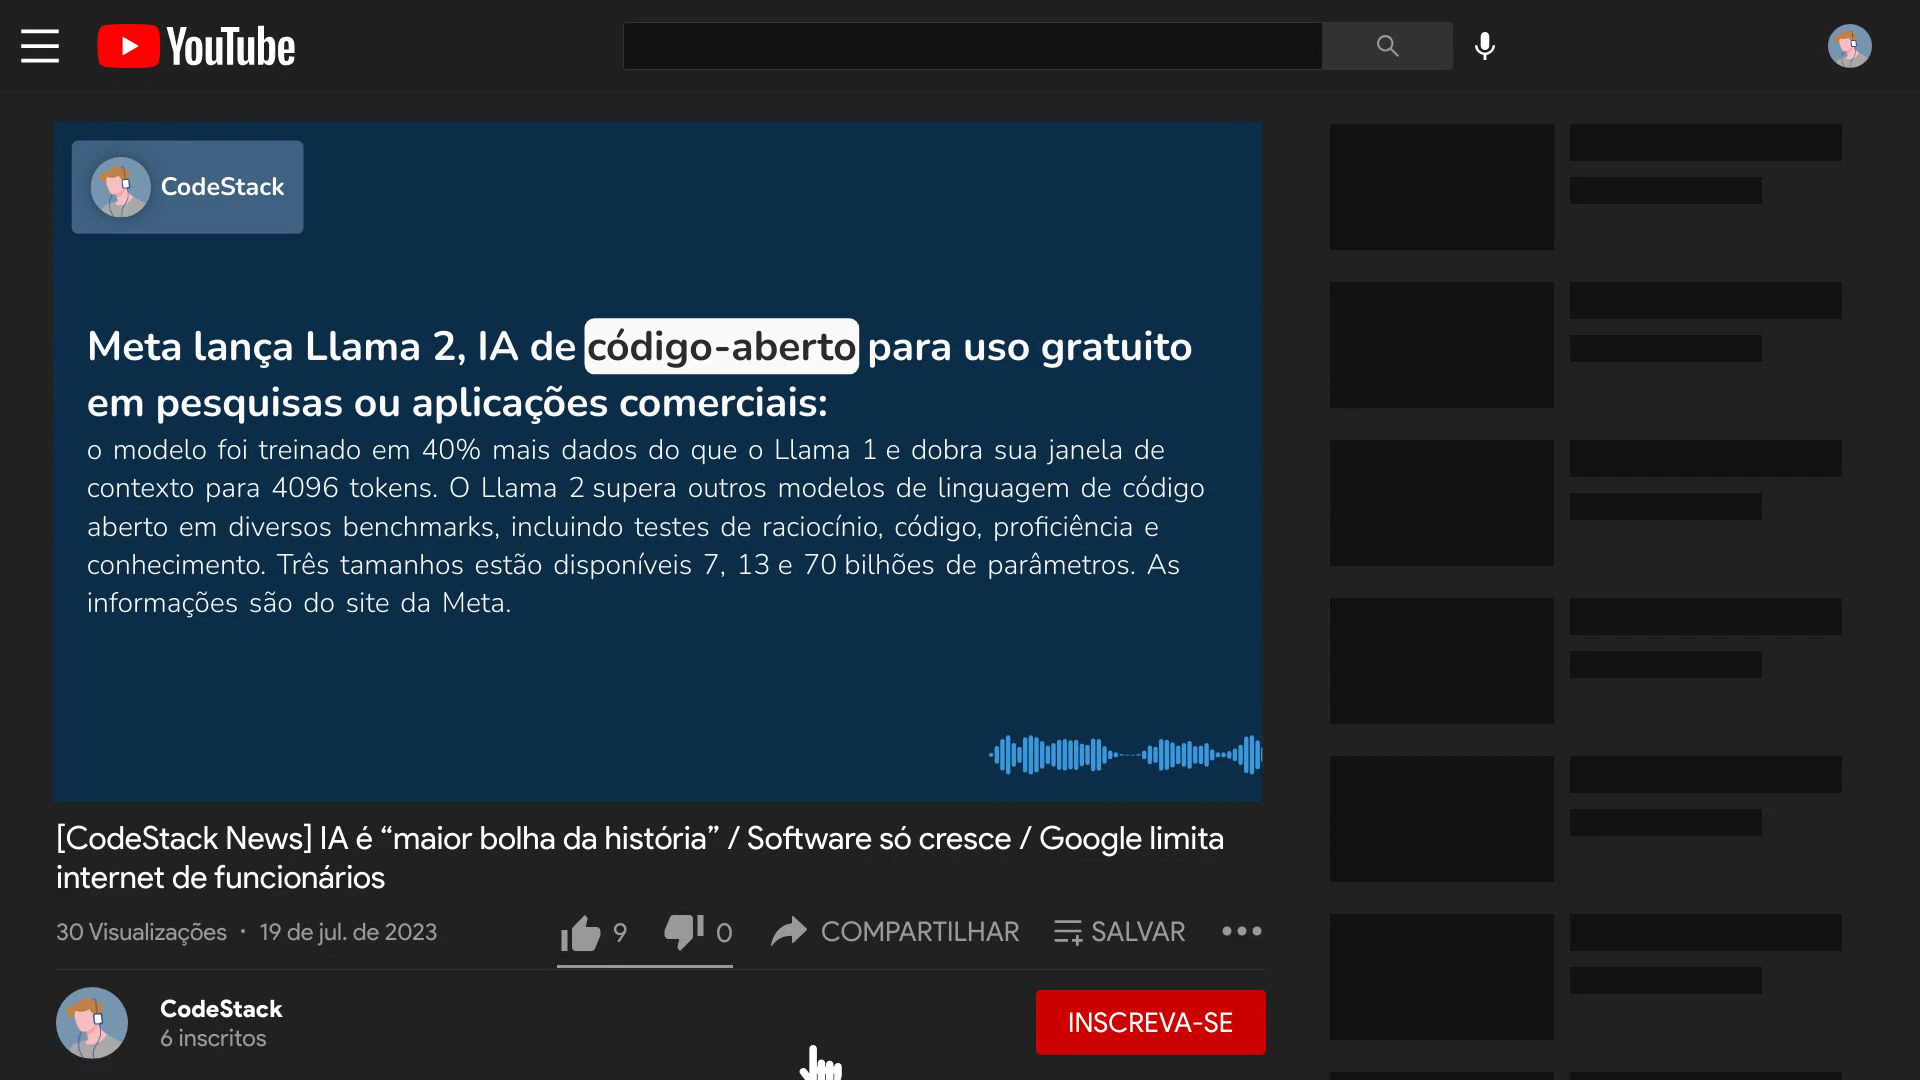 YouTube
CodeStack
Meta lança Llama 2, IA de código-aberto para uso gratuito
em pesquisas ou aplicações comerciais:
o modelo foi treinado em 40% mais dados do que o Llama 1 e dobra sua janela de
contexto para 4096 tokens. O Llama 2 supera outros modelos de linguagem de código
aberto em diversos benchmarks, incluindo testes de raciocínio, código, proficiência e
conhecimento. Três tamanhos estão disponíveis 7, 13 e 70 bilhões de parâmetros. As
informações são do site da Meta.
[CodeStack News] IA é “maior bolha da história” / Software só cresce / Google limita
internet de funcionários
30 Visualizações · 19 de jul. de 2023
9
0
COMPARTILHAR
SALVAR
CodeStack
6 inscritos
INSCREVA-SE